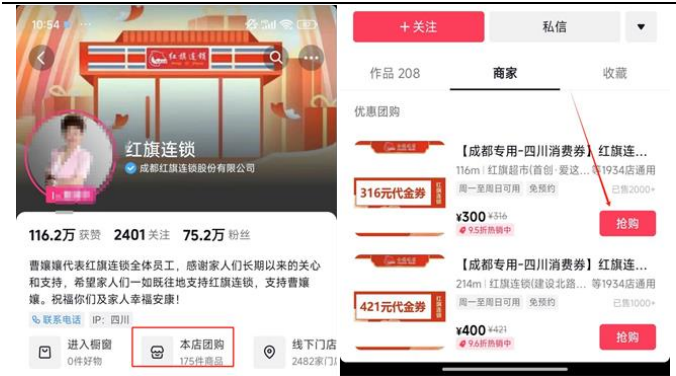 10:54
红旗连锁
红旗连锁
成都红旗连锁股份有限公司
116.2万 获赞 2401 关注 75.2万 粉丝
曹嬢嬢代表红旗连锁全体员工，感谢家人们长期以来的关心
和支持，希望家人们一如既往地支持红旗连锁，支持曹嬢
嬢。祝福你们及家人幸福安康！
联系电话 IP：四川
进入橱窗
0件好物
本店团购
175件商品
线下门店
2482家门
+关注
私信
作品 208
商家
收藏
优惠团购
【成都专用-四川消费券】红旗连...
116m 红旗超市(首创·爱这... 等1934店通用
316元代金券
红旗连锁
周一至周日可用 免预约
已售2000+
¥300 ¥316
9.5折热销中
抢购
【成都专用-四川消费券】红旗连...
214m 红旗连锁(建设北路... 等1934店通用
421元代金券
红旗连锁
周一至周日可用 免预约
已售1000+
¥400 ¥421
9.6折热销中
抢购